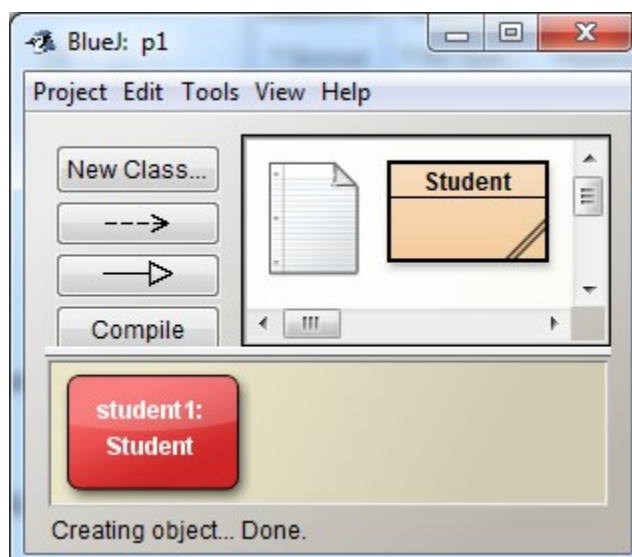 BlueJ: p1
Project Edit Tools View Help
New Class...
Compile
Student
student1:
Student
Creating object... Done.